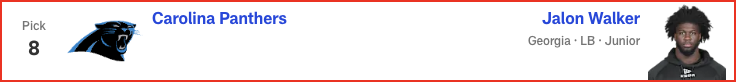 Pick
8
Carolina Panthers
Jalon Walker
Georgia · LB · Junior